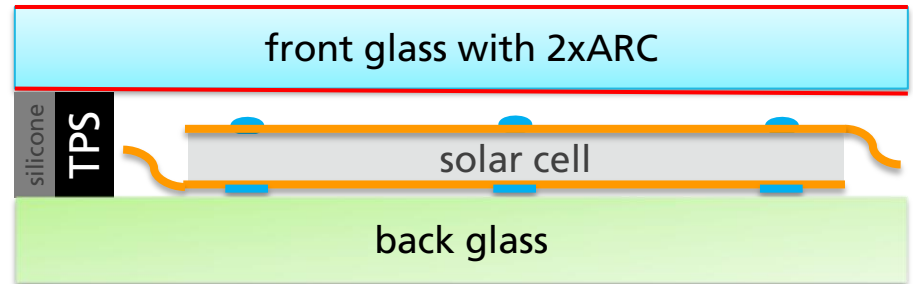 front glass with 2xARC
silicone
TPS
solar cell
back glass